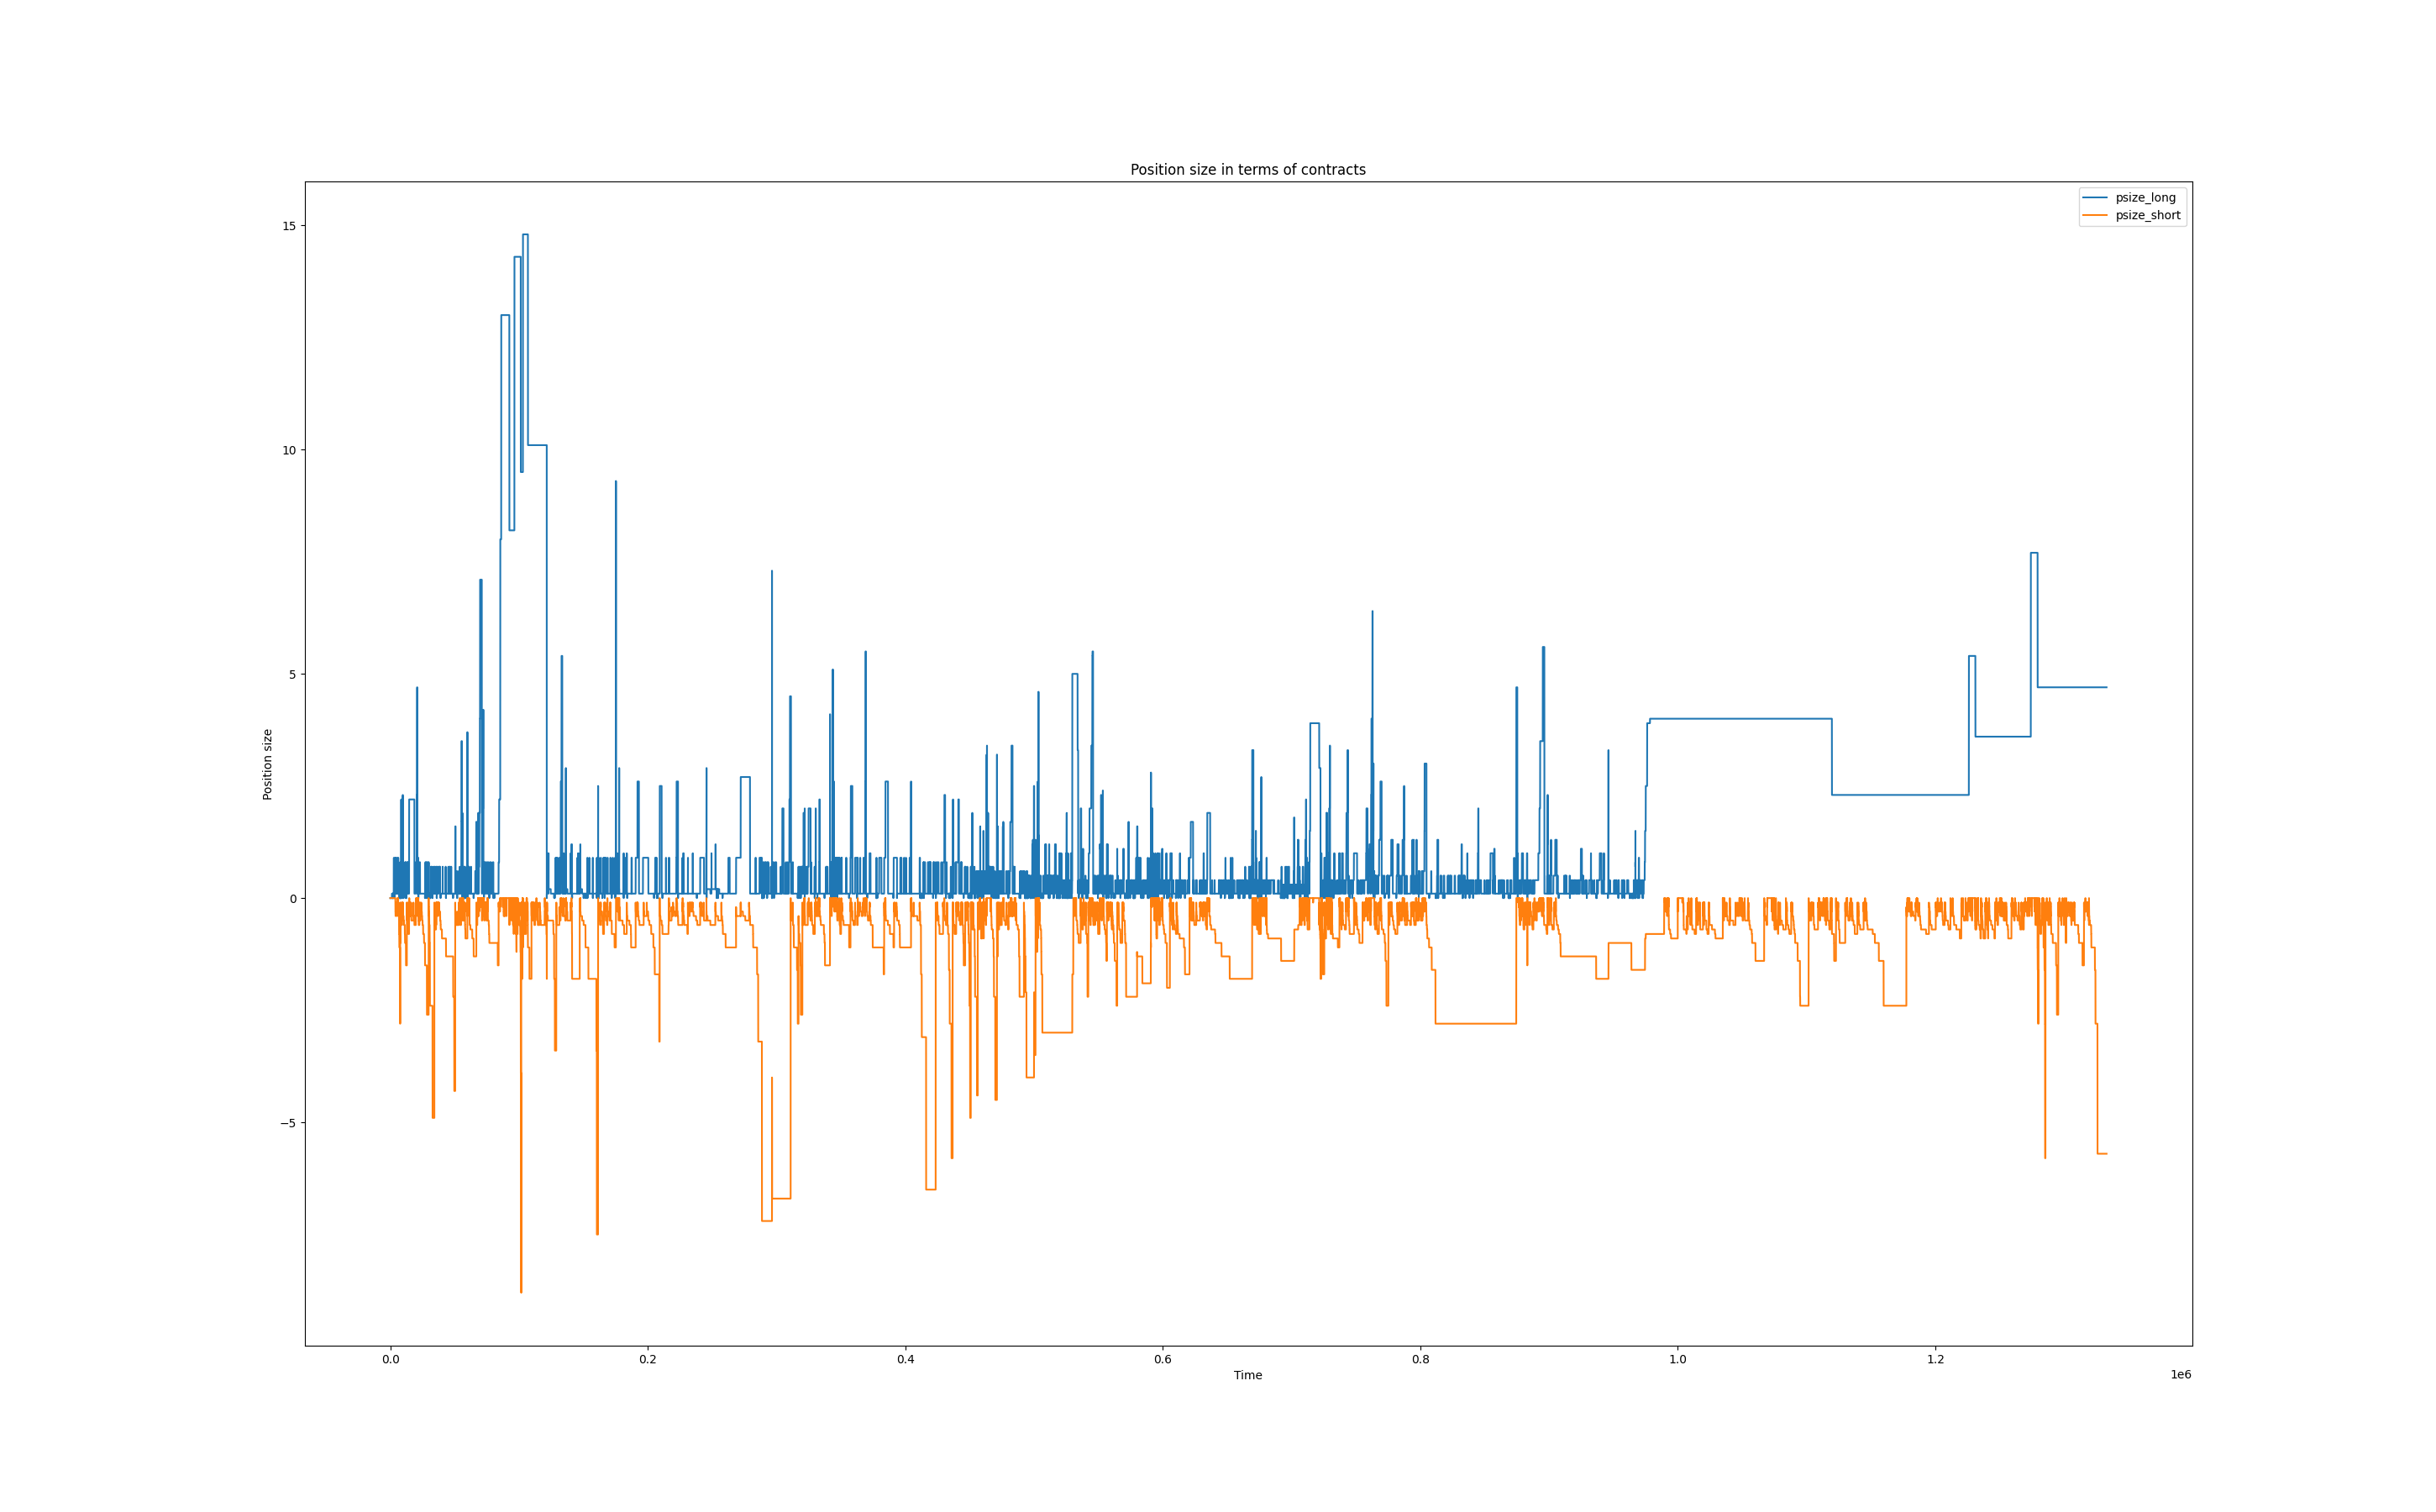 Position size in terms of contracts
psize_long
psize_short
15
10
5
0
−5
Position size
0.0
0.2
0.4
0.6
0.8
1.0
1.2
1e6
Time